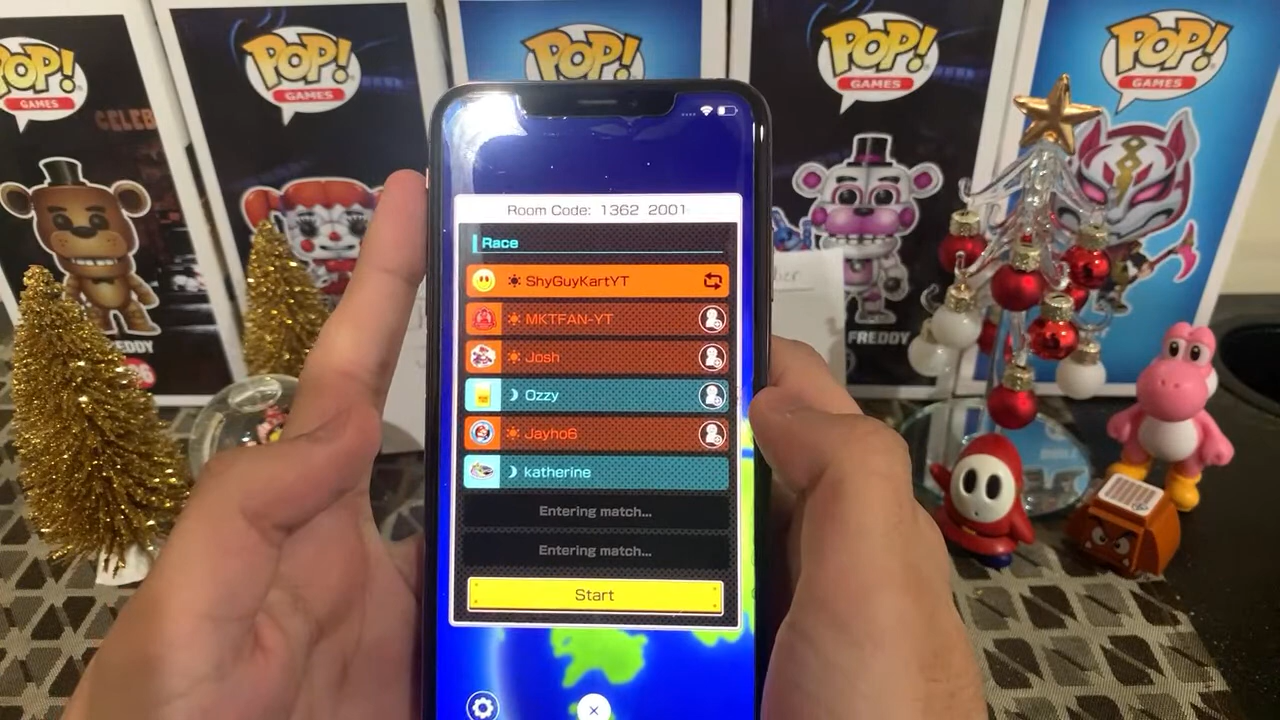 POP!
GAMES
POP!
GAMES
POP!
POP!
GAMES
POP!
GAMES
CELEB
FREDDY
FREDDY
Room Code: 1362 2001
Race
ShyGuyKartYT
MKTFAN-YT
Josh
Ozzy
Jayho6
katherine
Entering match...
Entering match...
Start